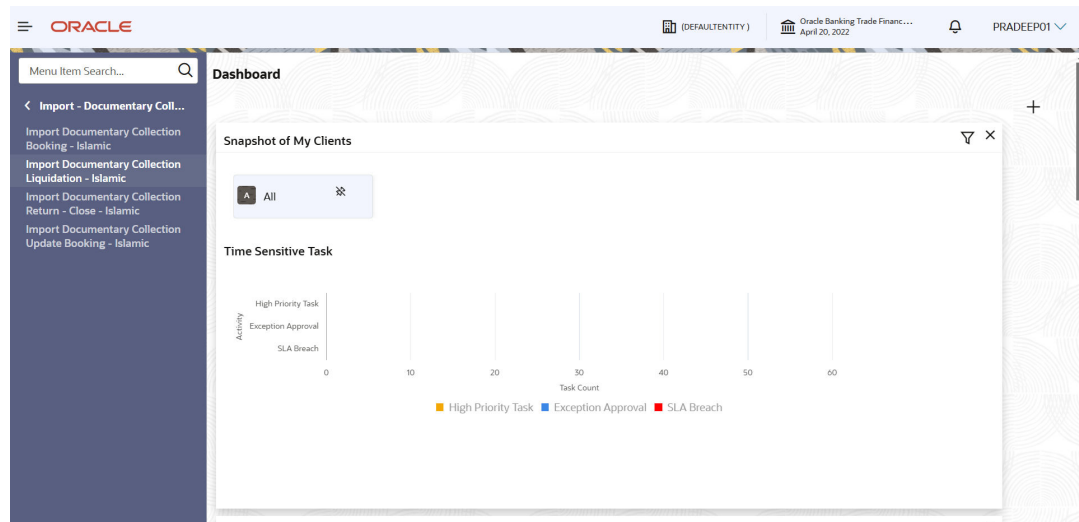 ORACLE
(DEFAULTENTITY )
Oracle Banking Trade Financ...
April 20, 2022
PRADEEP01
Menu Item Search...
Import - Documentary Coll...
Import Documentary Collection
Booking - Islamic
Import Documentary Collection
Liquidation - Islamic
Import Documentary Collection
Return - Close - Islamic
Import Documentary Collection
Update Booking - Islamic
Dashboard
Snapshot of My Clients
A All
Time Sensitive Task
Activity
High Priority Task
Exception Approval
SLA Breach
0 10 20 30 40 50 60
Task Count
High Priority Task Exception Approval SLA Breach